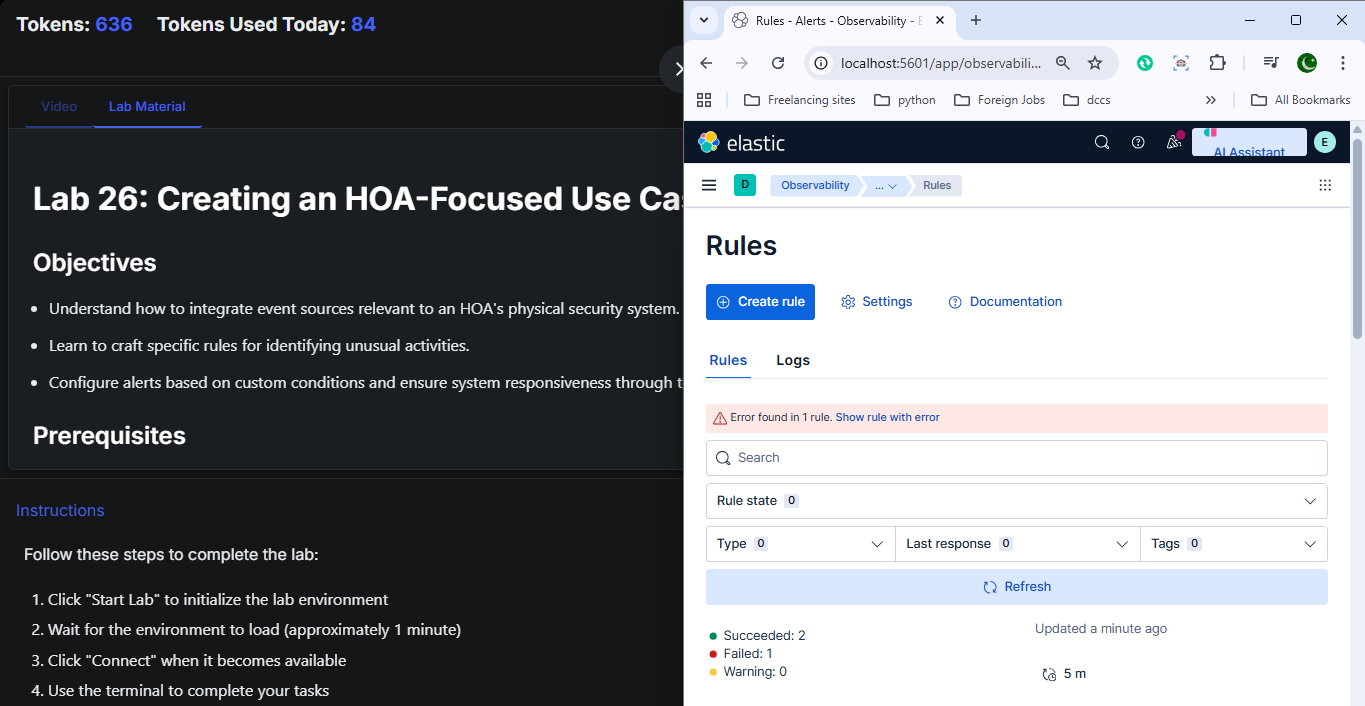 Tokens: 636 Tokens Used Today: 84
Video Lab Material
Lab 26: Creating an HOA-Focused Use Ca
Objectives
Understand how to integrate event sources relevant to an HOA's physical security system.
Learn to craft specific rules for identifying unusual activities.
Configure alerts based on custom conditions and ensure system responsiveness through t
Prerequisites
Instructions
Follow these steps to complete the lab:
1. Click "Start Lab" to initialize the lab environment
2. Wait for the environment to load (approximately 1 minute)
3. Click "Connect" when it becomes available
4. Use the terminal to complete your tasks
Rules - Alerts - Observability - E
localhost:5601/app/observabili...
Freelancing sites python Foreign Jobs dccs All Bookmarks
elastic AI Assistant E
D Observability ... Rules
Rules
Create rule Settings Documentation
Rules Logs
Error found in 1 rule. Show rule with error
Search
Rule state 0
Type 0 Last response 0 Tags 0
Refresh
Updated a minute ago
Succeeded: 2
Failed: 1
Warning: 0
5 m